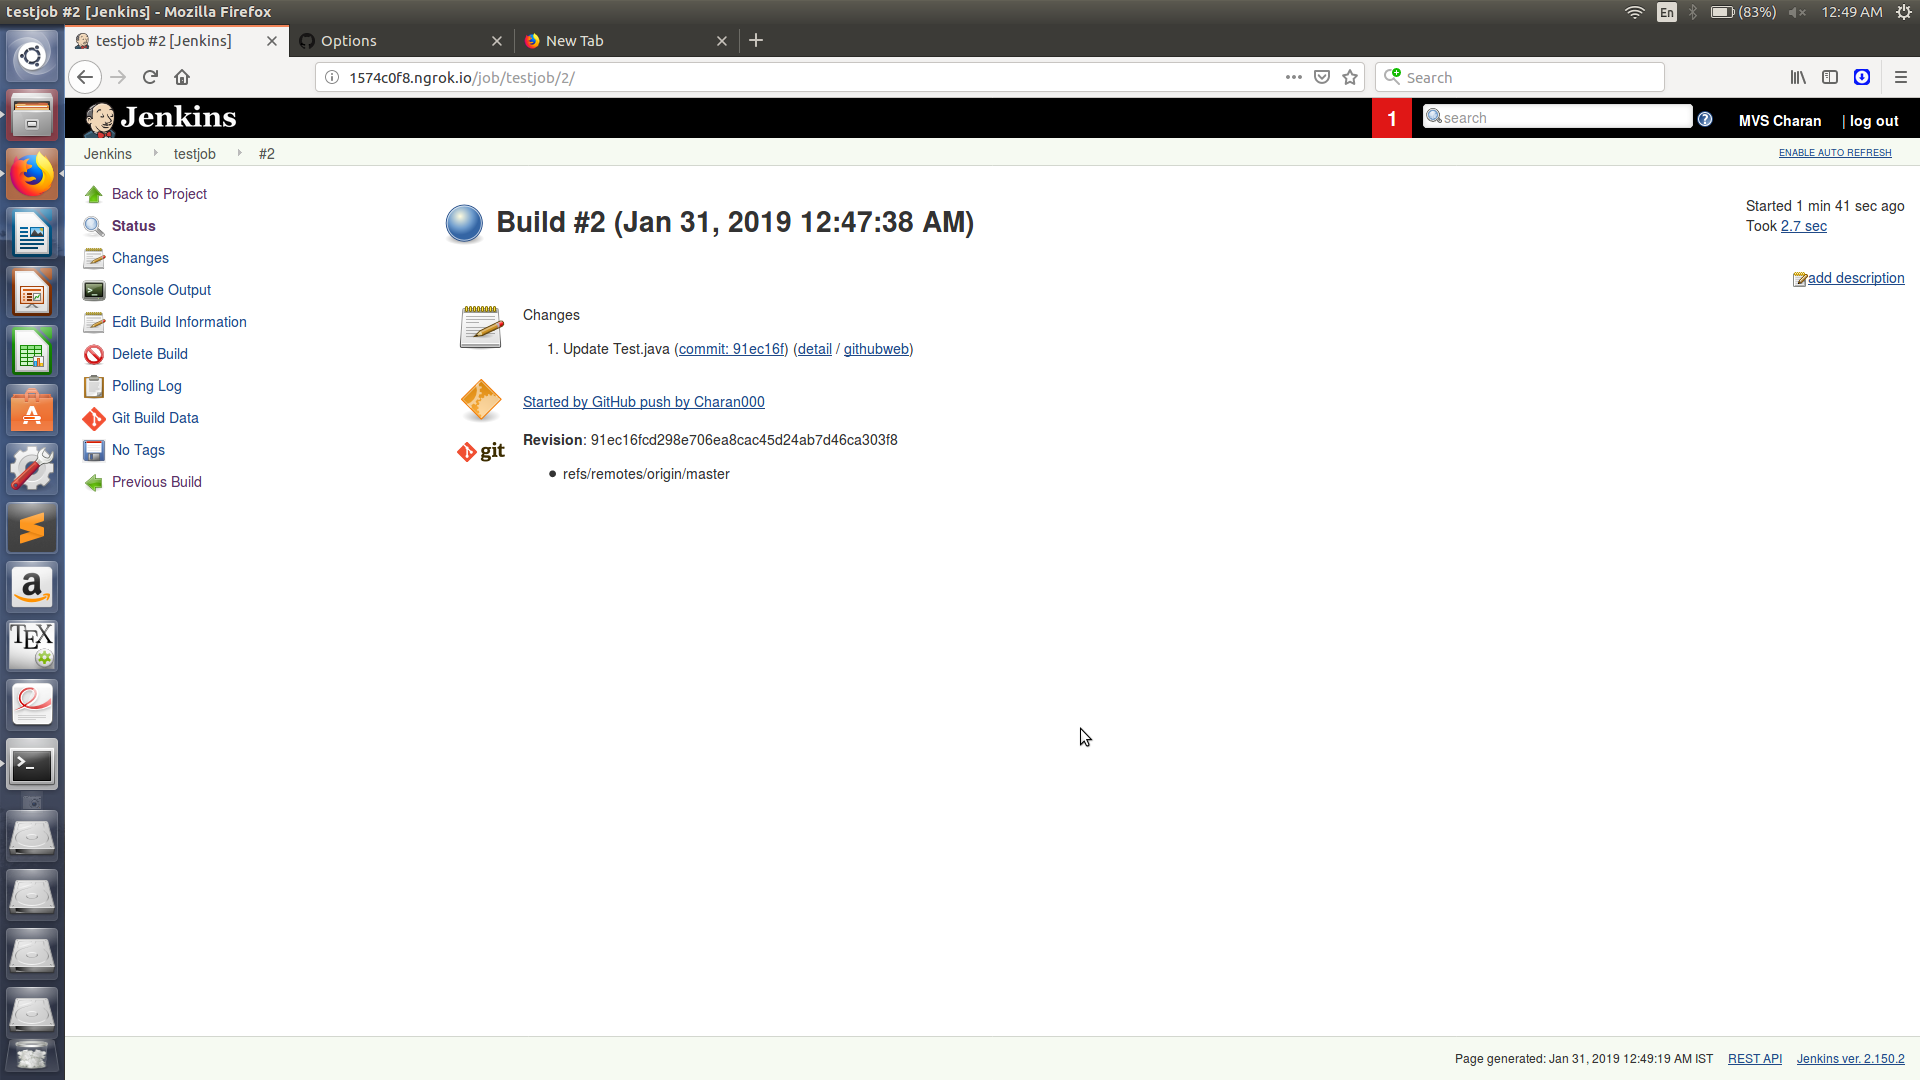 testjob #2 [Jenkins] - Mozilla Firefox
En
(83%)
12:49 AM
testjob #2 [Jenkins]
Options
New Tab
1574c0f8.ngrok.io/job/testjob/2/
Search
Jenkins
1
search
MVS Charan
| log out
Jenkins
testjob
#2
ENABLE AUTO REFRESH
Back to Project
Status
Changes
Console Output
Edit Build Information
Delete Build
Polling Log
Git Build Data
No Tags
Previous Build
Build #2 (Jan 31, 2019 12:47:38 AM)
Started 1 min 41 sec ago
Took 2.7 sec
add description
Changes
1. Update Test.java (commit: 91ec16f) (detail / githubweb)
Started by GitHub push by Charan000
git
Revision: 91ec16fcd298e706ea8cac45d24ab7d46ca303f8
refs/remotes/origin/master
a
TEX
Page generated: Jan 31, 2019 12:49:19 AM IST
REST API
Jenkins ver. 2.150.2